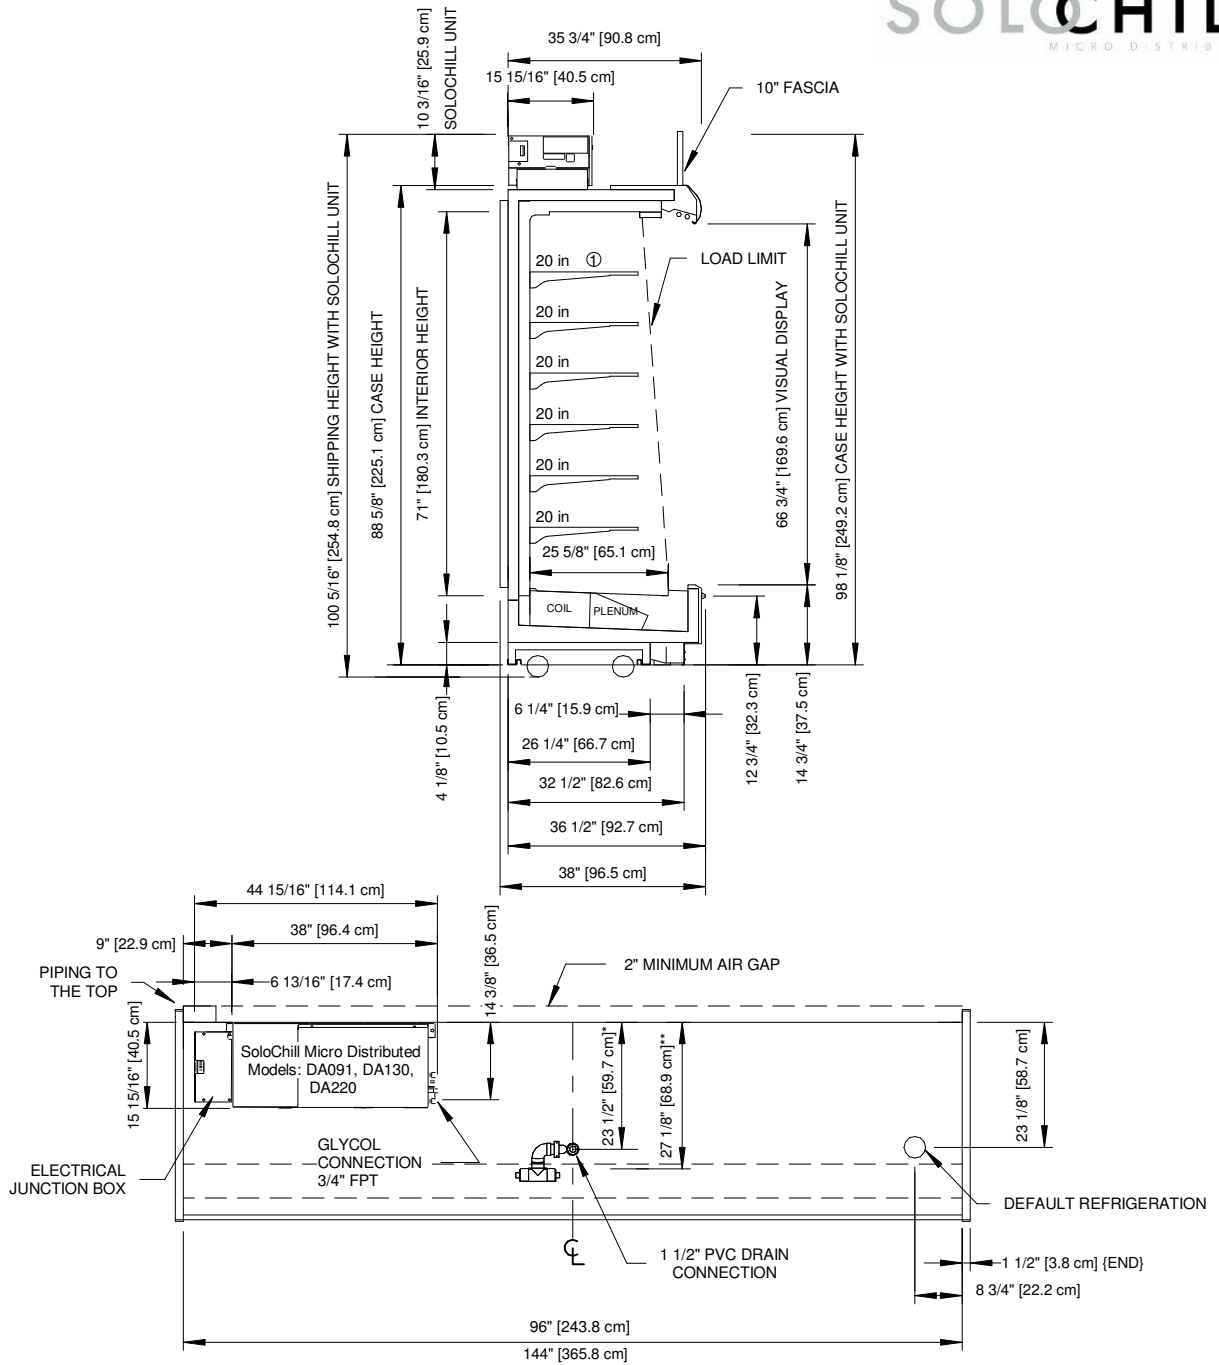 SOLOCHIL
MICRO DISTRIB
35 3/4" [90.8 cm]
15 15/16" [40.5 cm]
10 3/16" [25.9 cm]
SOLOCHILL UNIT
10" FASCIA
100 5/16" [254.8 cm] SHIPPING HEIGHT WITH SOLOCHILL UNIT
88 5/8" [225.1 cm] CASE HEIGHT
71" [180.3 cm] INTERIOR HEIGHT
20 in ①
20 in
20 in
20 in
20 in
20 in
LOAD LIMIT
66 3/4" [169.6 cm] VISUAL DISPLAY
98 1/8" [249.2 cm] CASE HEIGHT WITH SOLOCHILL UNIT
25 5/8" [65.1 cm]
COIL
PLENUM
4 1/8" [10.5 cm]
6 1/4" [15.9 cm]
26 1/4" [66.7 cm]
32 1/2" [82.6 cm]
36 1/2" [92.7 cm]
38" [96.5 cm]
12 3/4" [32.3 cm]
14 3/4" [37.5 cm]
44 15/16" [114.1 cm]
38" [96.4 cm]
9" [22.9 cm]
6 13/16" [17.4 cm]
PIPING TO
THE TOP
14 3/8" [36.5 cm]
2" MINIMUM AIR GAP
15 15/16" [40.5 cm]
SoloChill Micro Distributed
Models: DA091, DA130,
DA220
23 1/2" [59.7 cm]*
27 1/8" [68.9 cm]**
23 1/8" [58.7 cm]
GLYCOL
CONNECTION
3/4" FPT
ELECTRICAL
JUNCTION BOX
DEFAULT REFRIGERATION
CL
1 1/2" PVC DRAIN
CONNECTION
1 1/2" [3.8 cm] {END}
8 3/4" [22.2 cm]
96" [243.8 cm]
144" [365.8 cm]